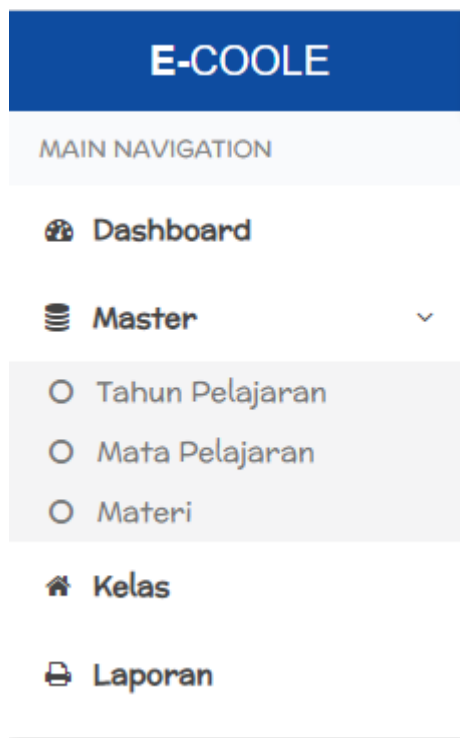 E-COOLE
MAIN NAVIGATION
Dashboard
Master
Tahun Pelajaran
Mata Pelajaran
Materi
Kelas
Laporan